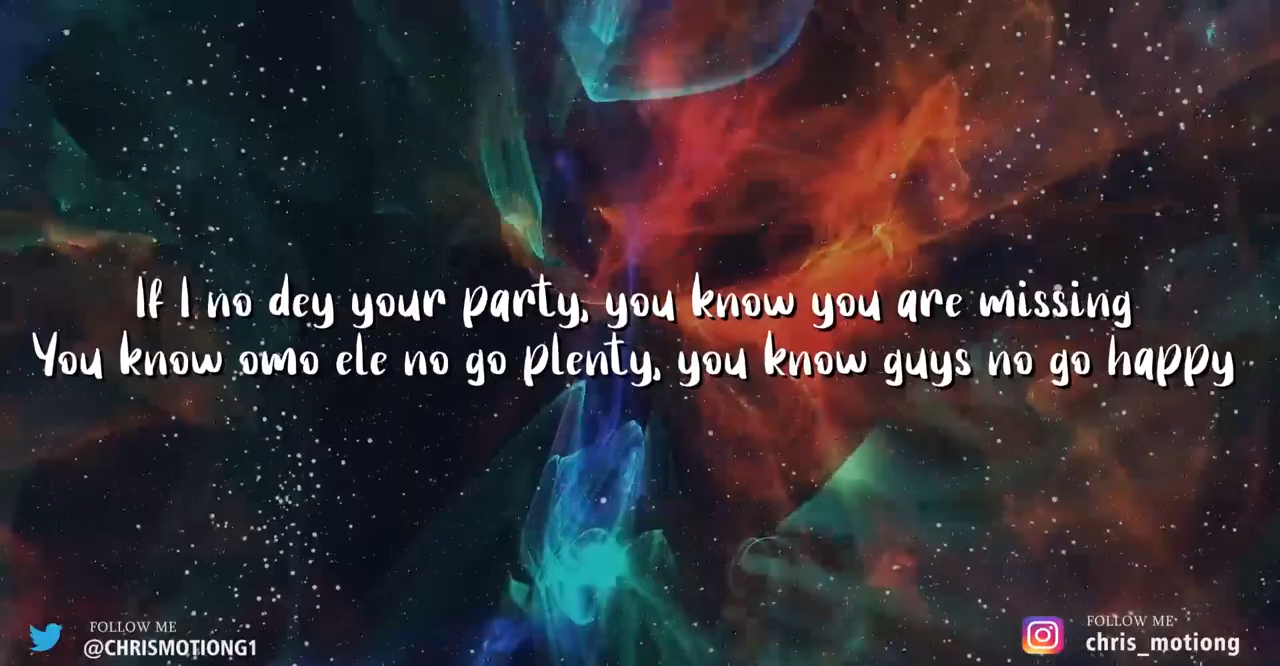 If I no dey your party, you know you are missing
You know omo ele no go plenty, you know guys no go happy
FOLLOW ME
@CHRISMOTIONG1
FOLLOW ME
chris_motiong